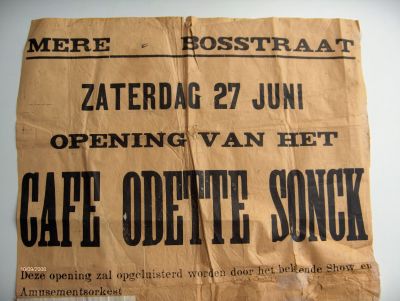 MERE BOSSTRAAT
ZATERDAG 27 JUNI
OPENING VAN HET
CAFE ODETTE SONCK
Deze opening zal opgeluisterd worden door het bekende Show en
Amusementsorkest